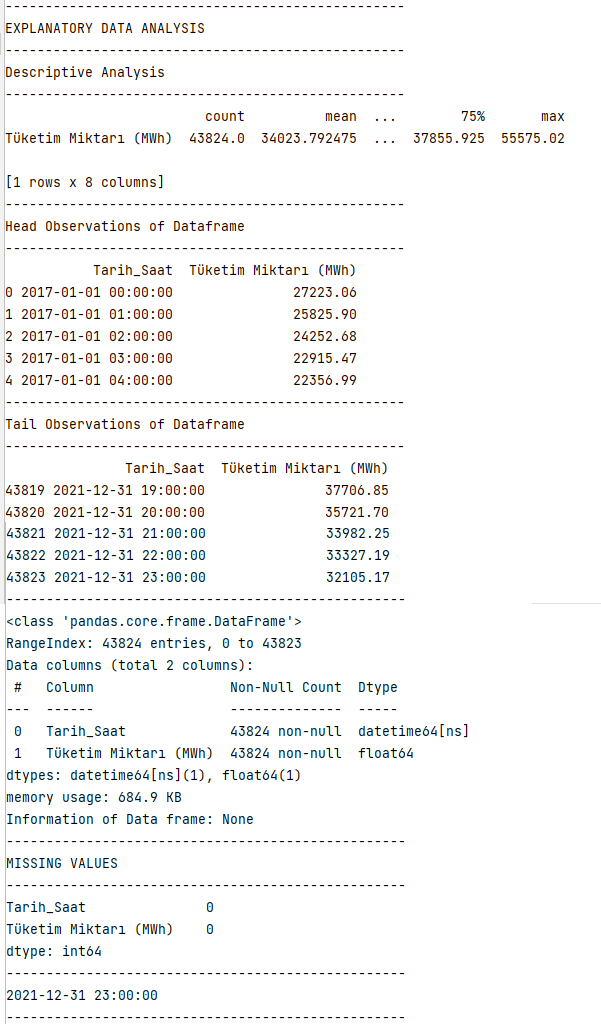 --------------------------------------------------
EXPLANATORY DATA ANALYSIS
--------------------------------------------------
Descriptive Analysis
--------------------------------------------------
                         count          mean  ...        75%       max
Tüketim Miktarı (MWh)  43824.0  34023.792475  ...  37855.925  55575.02

[1 rows x 8 columns]
--------------------------------------------------
Head Observations of Dataframe
--------------------------------------------------
           Tarih_Saat  Tüketim Miktarı (MWh)
0 2017-01-01 00:00:00               27223.06
1 2017-01-01 01:00:00               25825.90
2 2017-01-01 02:00:00               24252.68
3 2017-01-01 03:00:00               22915.47
4 2017-01-01 04:00:00               22356.99
--------------------------------------------------
Tail Observations of Dataframe
--------------------------------------------------
               Tarih_Saat  Tüketim Miktarı (MWh)
43819 2021-12-31 19:00:00               37706.85
43820 2021-12-31 20:00:00               35721.70
43821 2021-12-31 21:00:00               33982.25
43822 2021-12-31 22:00:00               33327.19
43823 2021-12-31 23:00:00               32105.17
--------------------------------------------------
<class 'pandas.core.frame.DataFrame'>
RangeIndex: 43824 entries, 0 to 43823
Data columns (total 2 columns):
 #   Column                 Non-Null Count  Dtype
---  ------                 --------------  -----
 0   Tarih_Saat             43824 non-null  datetime64[ns]
 1   Tüketim Miktarı (MWh)  43824 non-null  float64
dtypes: datetime64[ns](1), float64(1)
memory usage: 684.9 KB
Information of Data frame: None
--------------------------------------------------
MISSING VALUES
--------------------------------------------------
Tarih_Saat               0
Tüketim Miktarı (MWh)    0
dtype: int64
--------------------------------------------------
2021-12-31 23:00:00
--------------------------------------------------